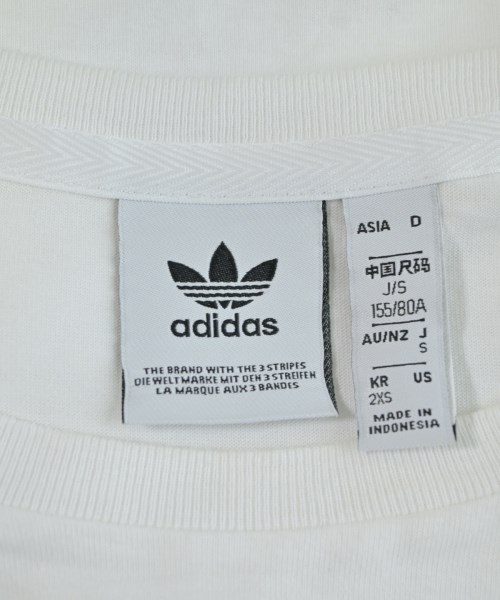 adidas
THE BRAND WITH THE 3 STRIPES
DIE WELTMARKE MIT DEN 3 STREIFEN
LA MARQUE AUX 3 BANDES
ASIA D
中国尺码
J/S
155/80A
AU/NZ J
S
KR US
2XS
MADE IN
INDONESIA